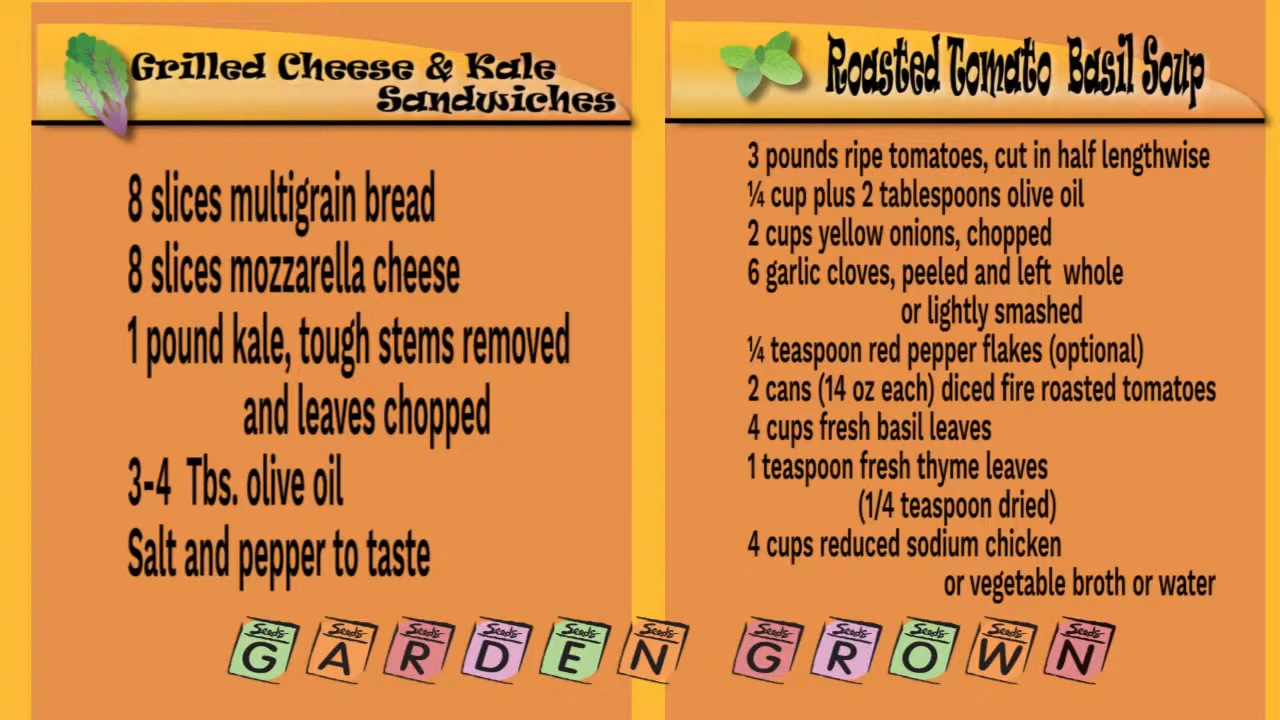 Grilled Cheese & Kale
Sandwiches
8 slices multigrain bread
8 slices mozzarella cheese
1 pound kale, tough stems removed
and leaves chopped
3-4 Tbs. olive oil
Salt and pepper to taste
Roasted Tomato Basil Soup
3 pounds ripe tomatoes, cut in half lengthwise
¼ cup plus 2 tablespoons olive oil
2 cups yellow onions, chopped
6 garlic cloves, peeled and left whole
or lightly smashed
¼ teaspoon red pepper flakes (optional)
2 cans (14 oz each) diced fire roasted tomatoes
4 cups fresh basil leaves
1 teaspoon fresh thyme leaves
(1/4 teaspoon dried)
4 cups reduced sodium chicken
or vegetable broth or water
Seeds Seeds Seeds Seeds Seeds Seeds Seeds Seeds Seeds Seeds Seeds
GARDEN GROWN